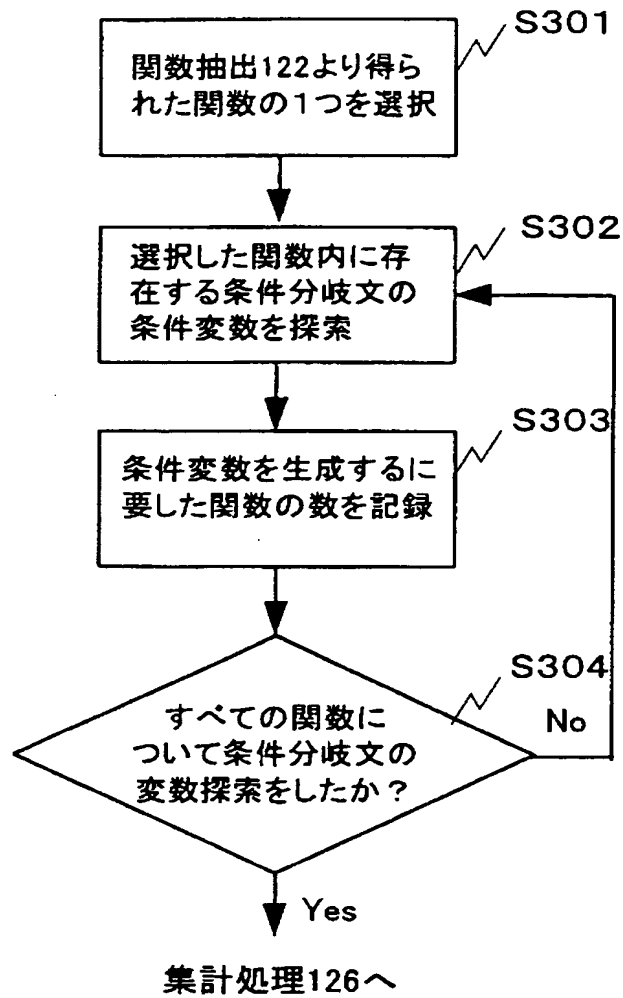 S301
関数抽出122より得ら
れた関数の1つを選択
S302
選択した関数内に存
在する条件分岐文の
条件変数を探索
S303
条件変数を生成するに
要した関数の数を記録
S304
すべての関数に
ついて条件分岐文の
変数探索をしたか?
No
Yes
集計処理126へ